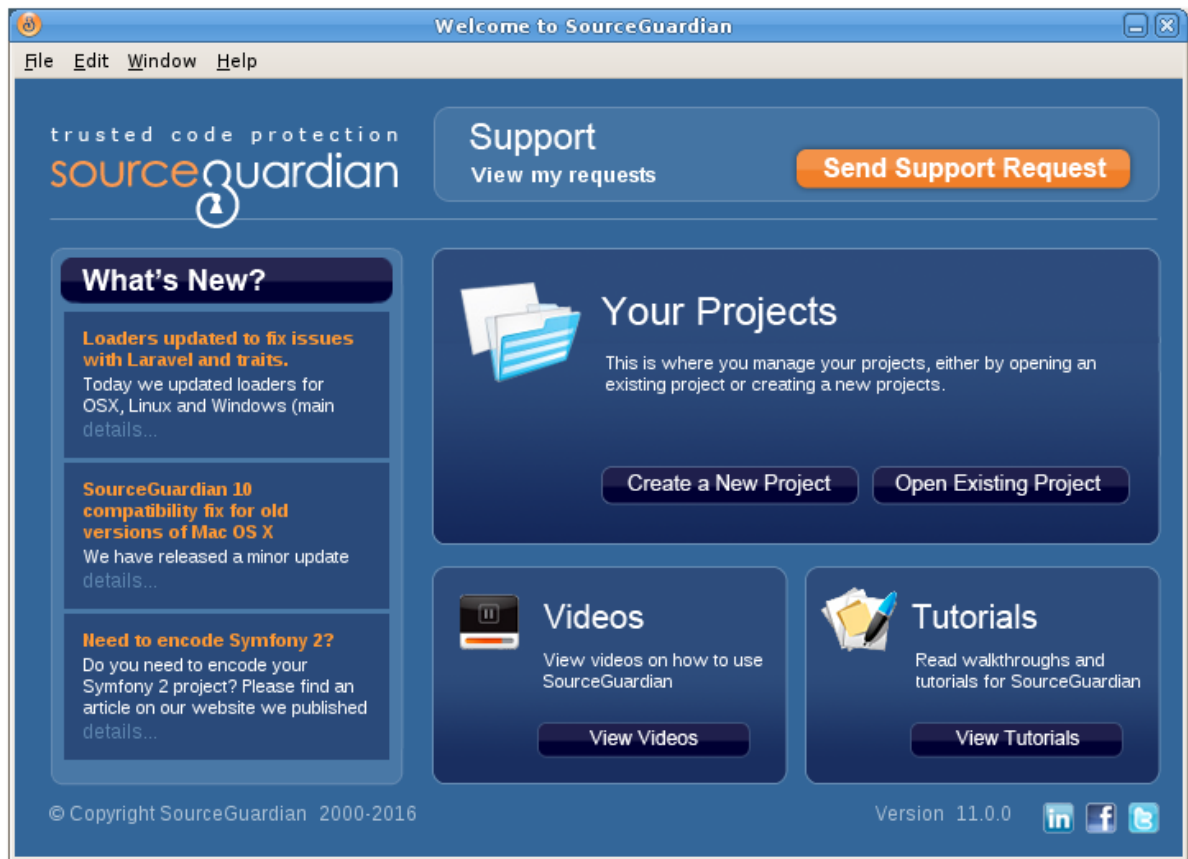 Welcome to SourceGuardian
File Edit Window Help
trusted code protection
sourceguardian
Support
View my requests
Send Support Request
What's New?
Loaders updated to fix issues
with Laravel and traits.
Today we updated loaders for
OSX, Linux and Windows (main
details...
SourceGuardian 10
compatibility fix for old
versions of Mac OS X
We have released a minor update
details...
Need to encode Symfony 2?
Do you need to encode your
Symfony 2 project? Please find an
article on our website we published
details...
Your Projects
This is where you manage your projects, either by opening an
existing project or creating a new projects.
Create a New Project
Open Existing Project
Videos
View videos on how to use
SourceGuardian
View Videos
Tutorials
Read walkthroughs and
tutorials for SourceGuardian
View Tutorials
© Copyright SourceGuardian 2000-2016
Version 11.0.0
in f t